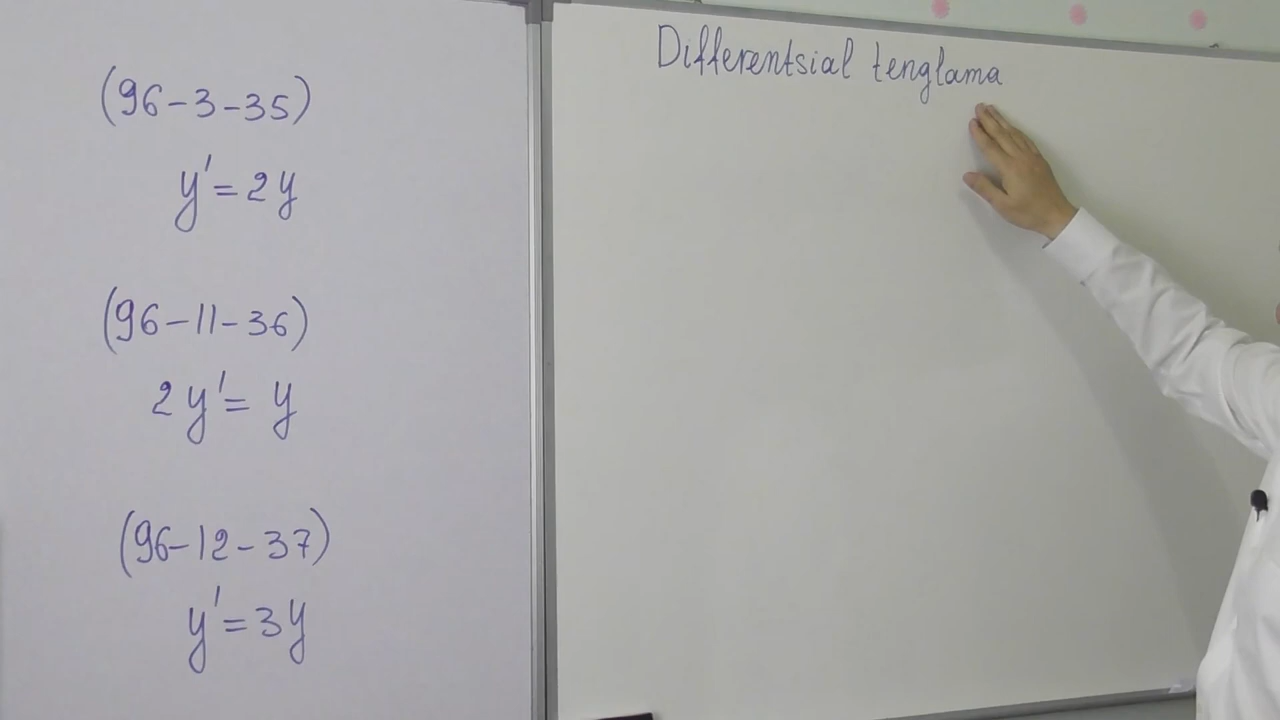 (96-3-35)
y' = 2y
(96-11-36)
2y' = y
(96-12-37)
y' = 3y
Differentsial tenglama